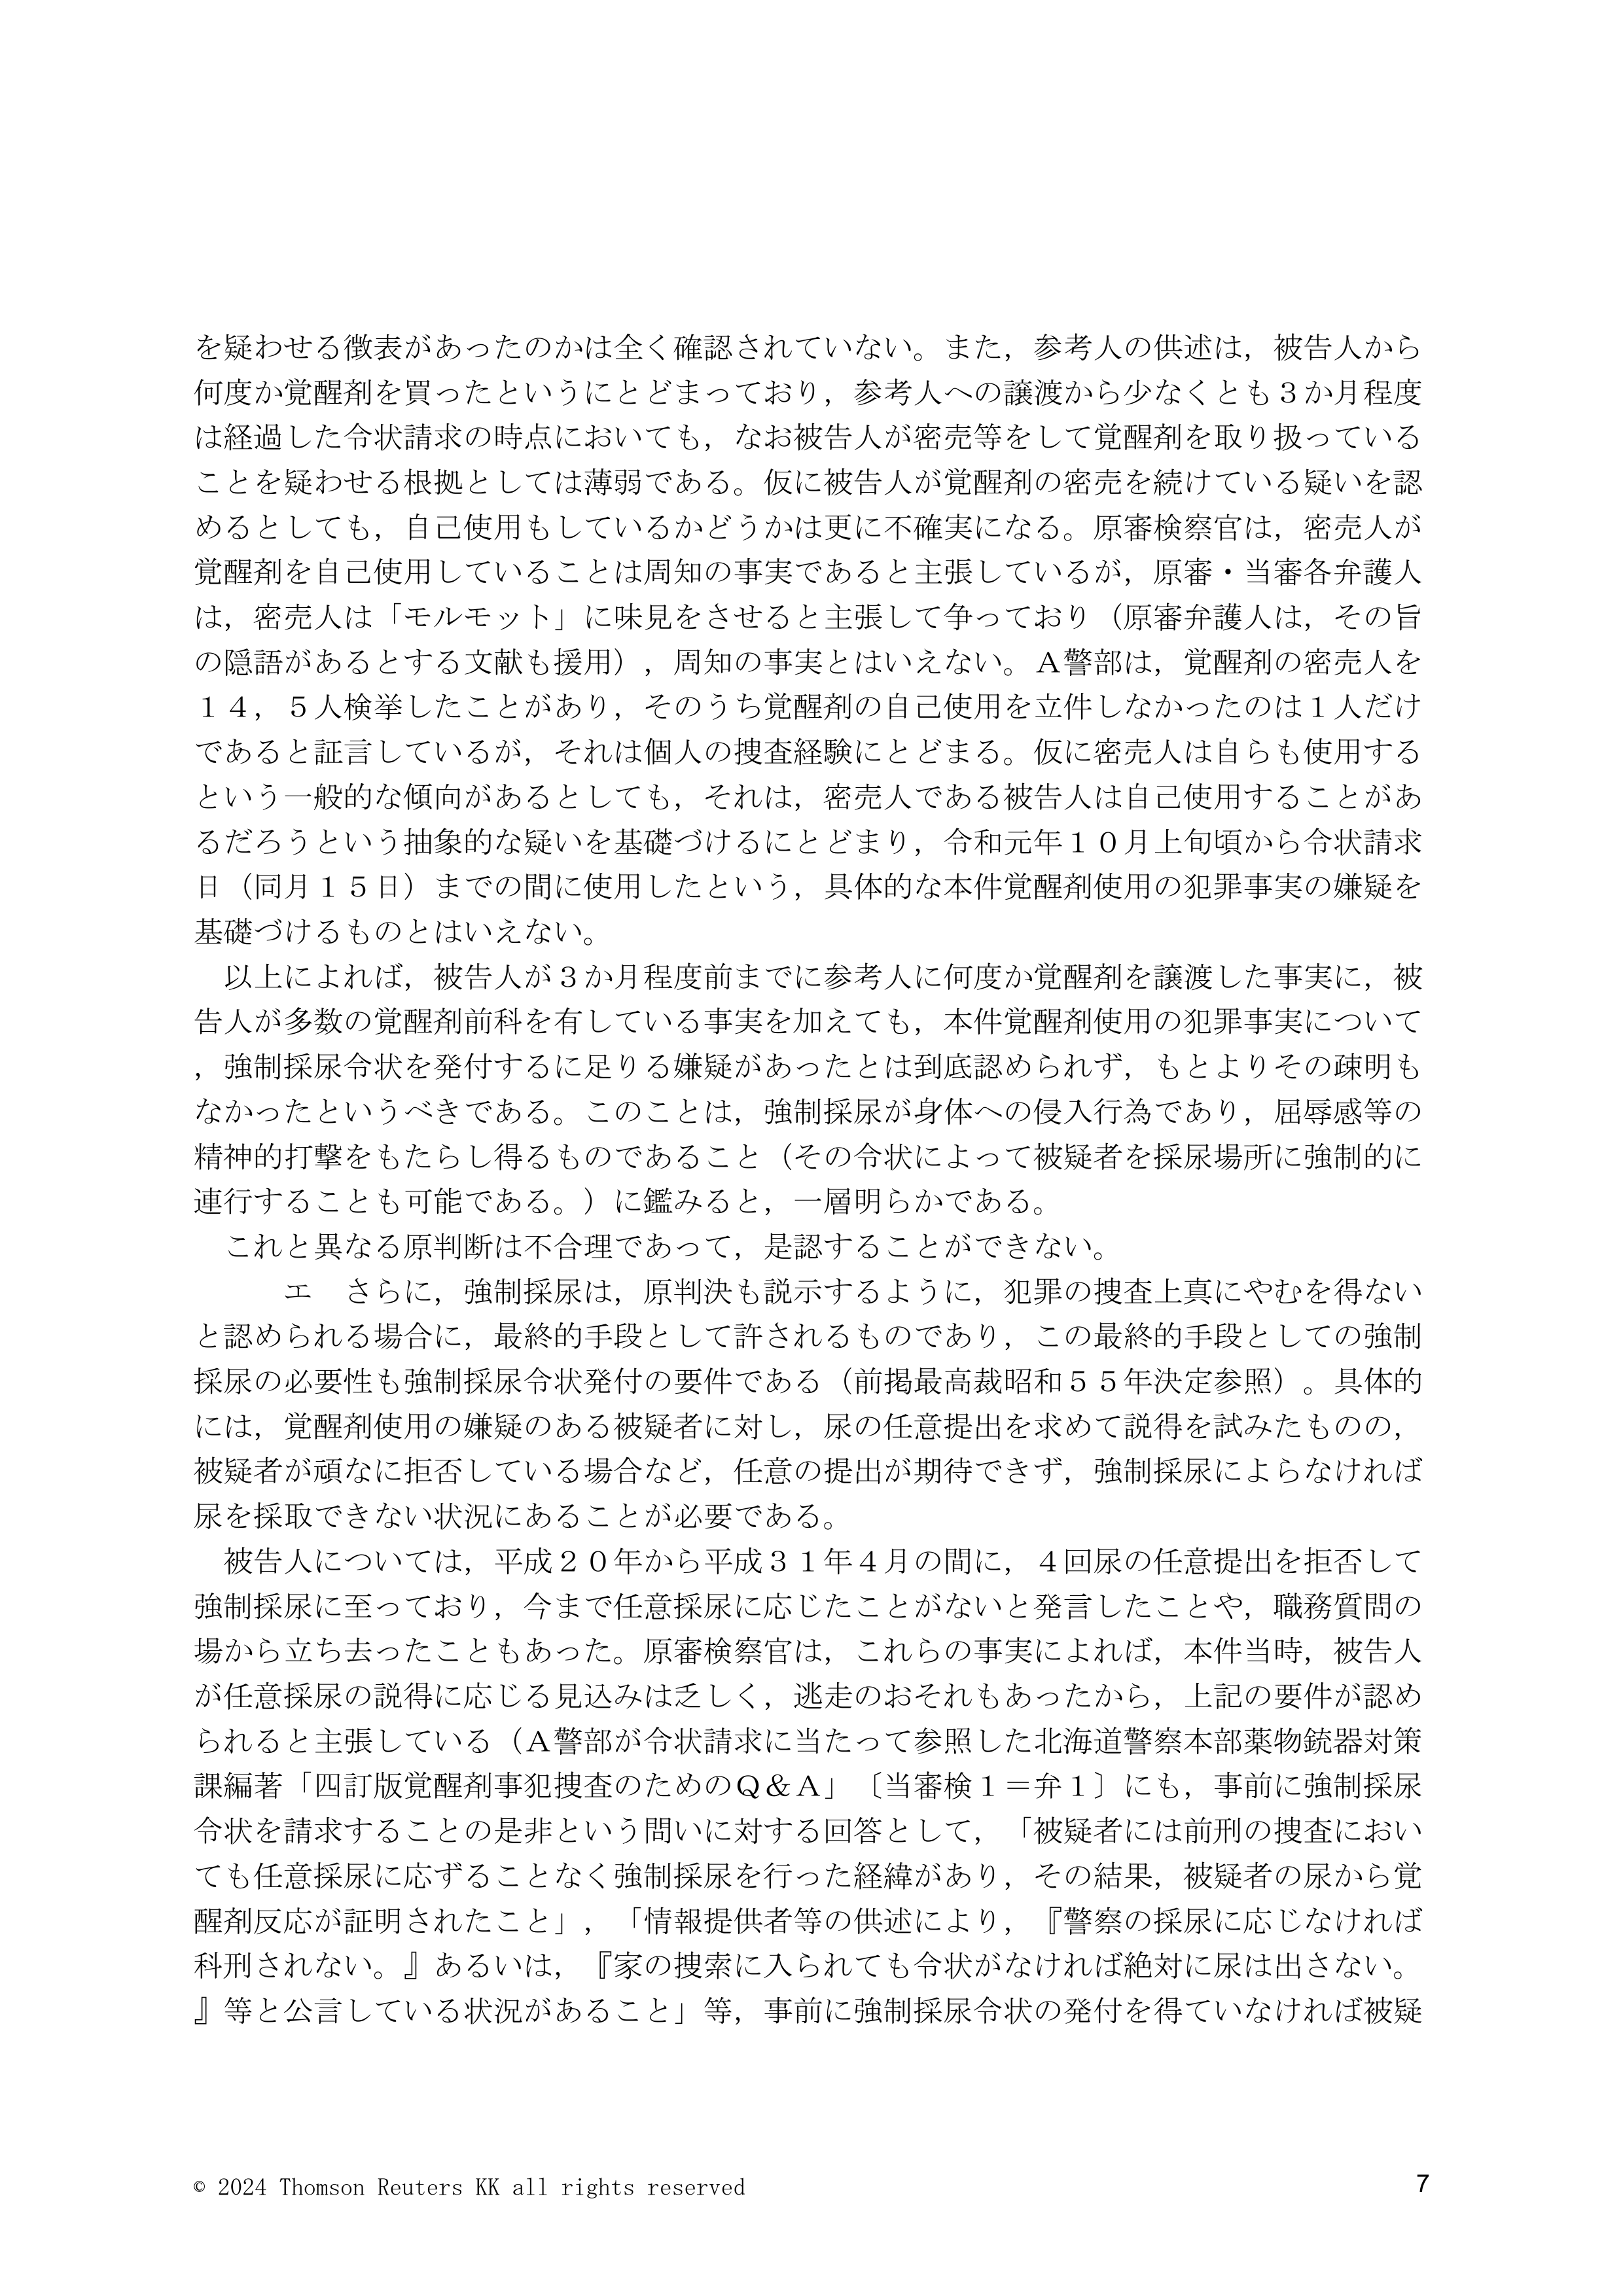 を疑わせる徴表があったのかは全く確認されていない。また，参考人の供述は，被告人から
何度か覚醒剤を買ったというにとどまっており，参考人への譲渡から少なくとも３か月程度
は経過した令状請求の時点においても，なお被告人が密売等をして覚醒剤を取り扱っている
ことを疑わせる根拠としては薄弱である。仮に被告人が覚醒剤の密売を続けている疑いを認
めるとしても，自己使用もしているかどうかは更に不確実になる。原審検察官は，密売人が
覚醒剤を自己使用していることは周知の事実であると主張しているが，原審・当審各弁護人
は，密売人は「モルモット」に味見をさせると主張して争っており（原審弁護人は，その旨
の隠語があるとする文献も援用），周知の事実とはいえない。Ａ警部は，覚醒剤の密売人を
１４，５人検挙したことがあり，そのうち覚醒剤の自己使用を立件しなかったのは１人だけ
であると証言しているが，それは個人の捜査経験にとどまる。仮に密売人は自らも使用する
という一般的な傾向があるとしても，それは，密売人である被告人は自己使用することがあ
るだろうという抽象的な疑いを基礎づけるにとどまり，令和元年１０月上旬頃から令状請求
日（同月１５日）までの間に使用したという，具体的な本件覚醒剤使用の犯罪事実の嫌疑を
基礎づけるものとはいえない。
　以上によれば，被告人が３か月程度前までに参考人に何度か覚醒剤を譲渡した事実に，被
告人が多数の覚醒剤前科を有している事実を加えても，本件覚醒剤使用の犯罪事実について
，強制採尿令状を発付するに足りる嫌疑があったとは到底認められず，もとよりその疎明も
なかったというべきである。このことは，強制採尿が身体への侵入行為であり，屈辱感等の
精神的打撃をもたらし得るものであること（その令状によって被疑者を採尿場所に強制的に
連行することも可能である。）に鑑みると，一層明らかである。
　これと異なる原判断は不合理であって，是認することができない。
　　　エ　さらに，強制採尿は，原判決も説示するように，犯罪の捜査上真にやむを得ない
と認められる場合に，最終的手段として許されるものであり，この最終的手段としての強制
採尿の必要性も強制採尿令状発付の要件である（前掲最高裁昭和５５年決定参照）。具体的
には，覚醒剤使用の嫌疑のある被疑者に対し，尿の任意提出を求めて説得を試みたものの，
被疑者が頑なに拒否している場合など，任意の提出が期待できず，強制採尿によらなければ
尿を採取できない状況にあることが必要である。
　被告人については，平成２０年から平成３１年４月の間に，４回尿の任意提出を拒否して
強制採尿に至っており，今まで任意採尿に応じたことがないと発言したことや，職務質問の
場から立ち去ったこともあった。原審検察官は，これらの事実によれば，本件当時，被告人
が任意採尿の説得に応じる見込みは乏しく，逃走のおそれもあったから，上記の要件が認め
られると主張している（Ａ警部が令状請求に当たって参照した北海道警察本部薬物銃器対策
課編著「四訂版覚醒剤事犯捜査のためのＱ＆Ａ」〔当審検１＝弁１〕にも，事前に強制採尿
令状を請求することの是非という問いに対する回答として，「被疑者には前刑の捜査におい
ても任意採尿に応ずることなく強制採尿を行った経緯があり，その結果，被疑者の尿から覚
醒剤反応が証明されたこと」，「情報提供者等の供述により，『警察の採尿に応じなければ
科刑されない。』あるいは，『家の捜索に入られても令状がなければ絶対に尿は出さない。
』等と公言している状況があること」等，事前に強制採尿令状の発付を得ていなければ被疑
© 2024 Thomson Reuters KK all rights reserved
7